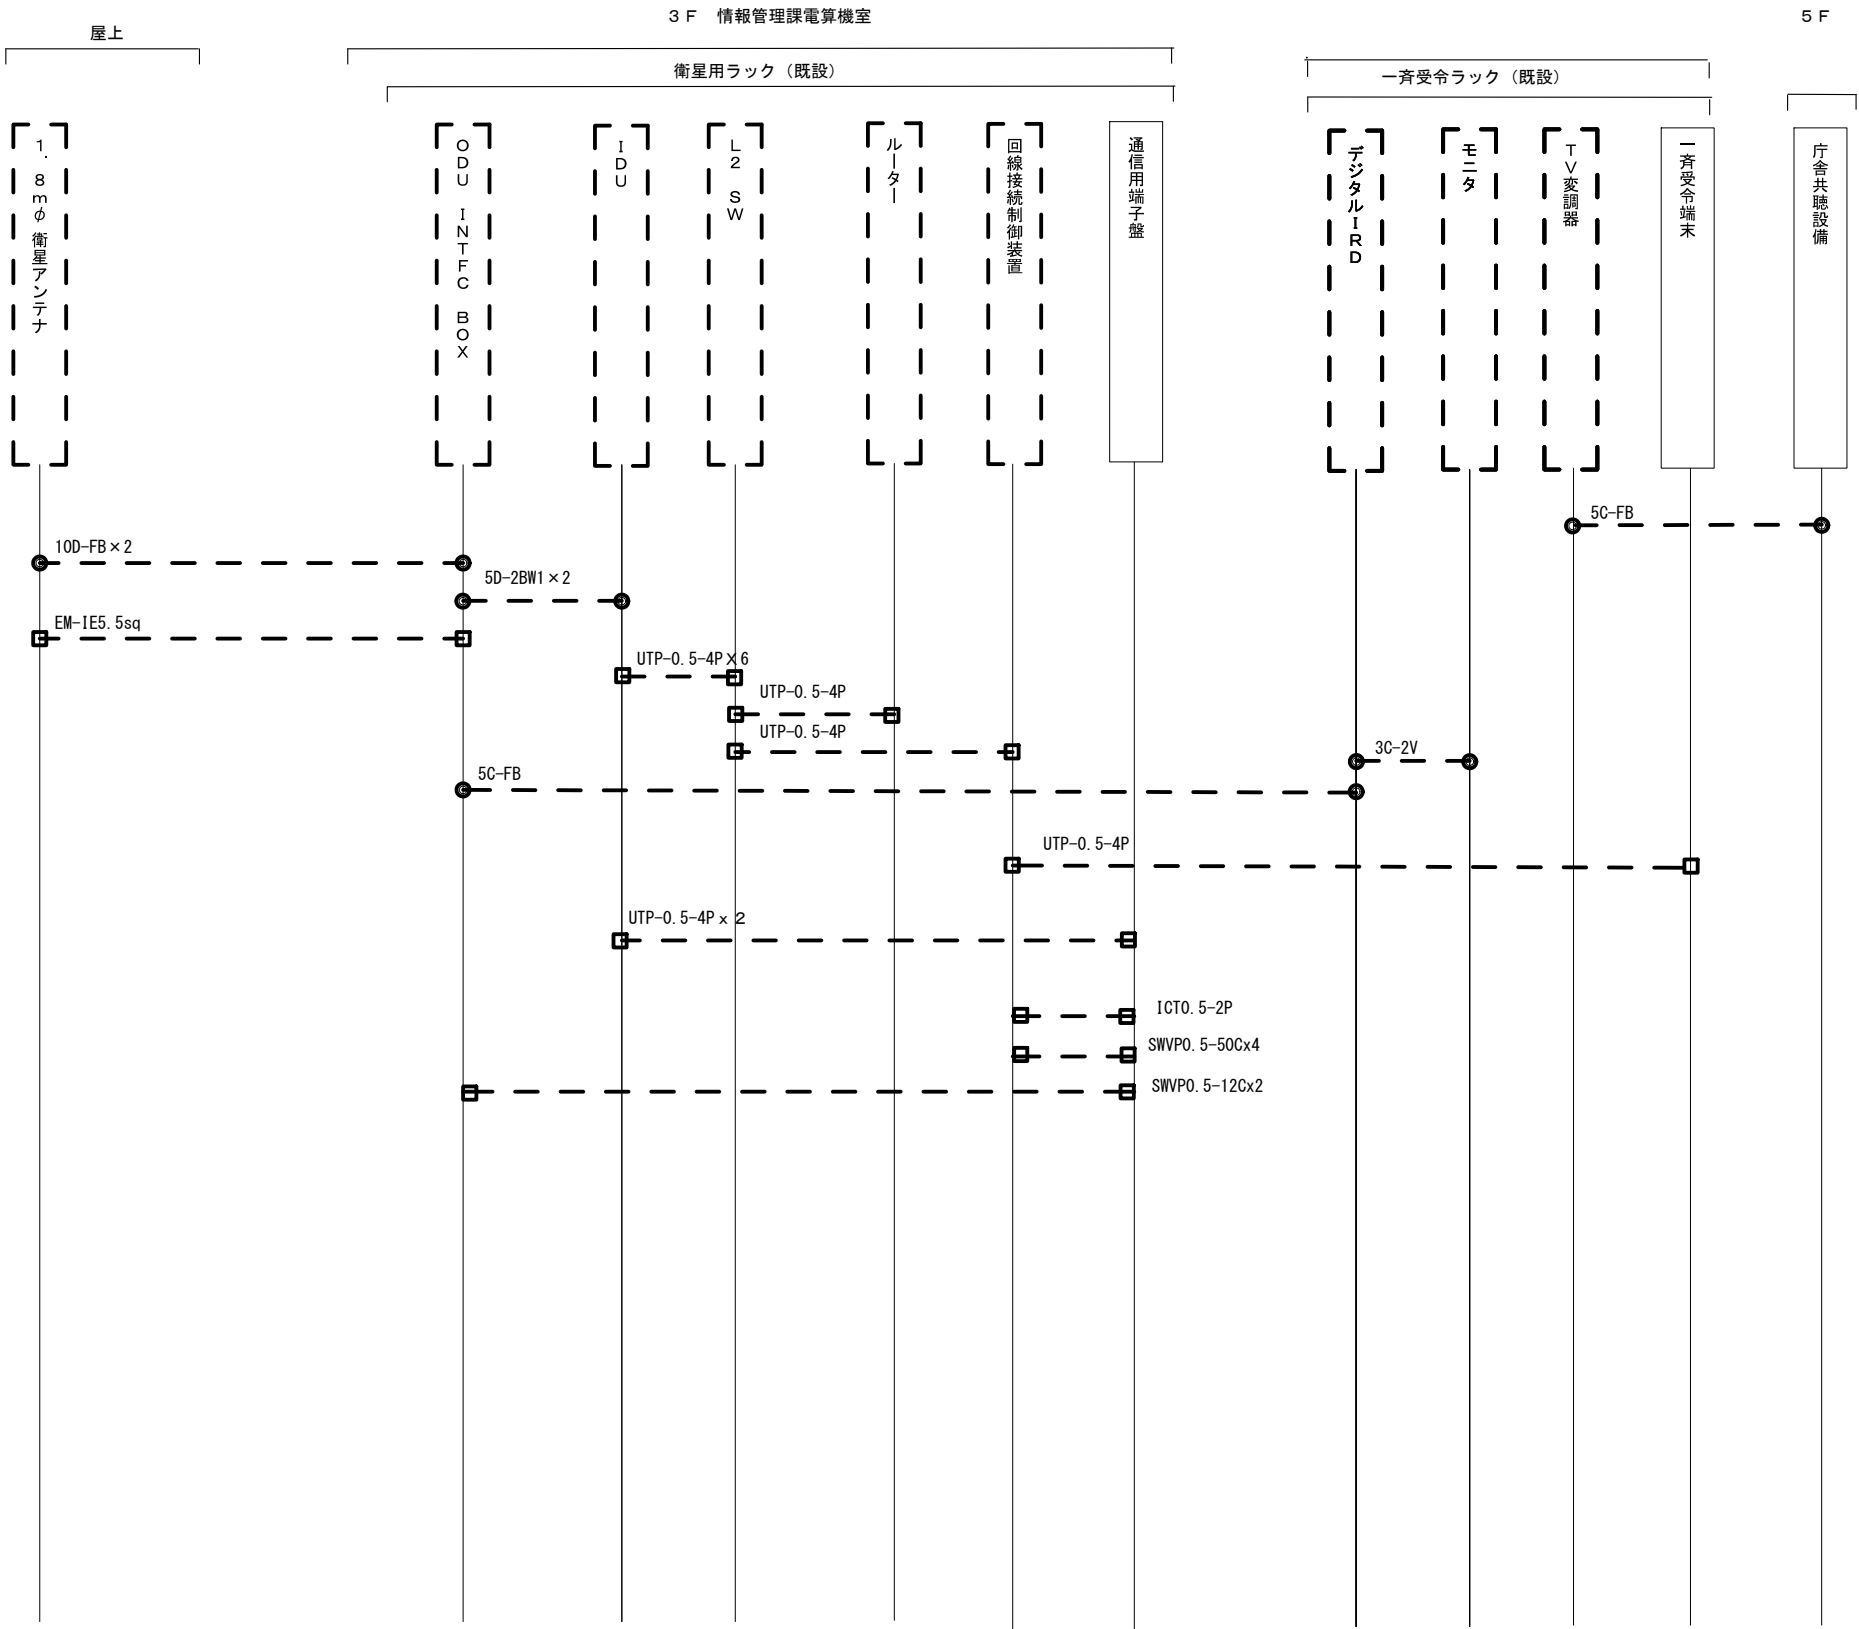 ３Ｆ　情報管理課電算機室
５Ｆ
屋上
衛星用ラック（既設）
一斉受令ラック（既設）
１．８ｍφ衛星アンテナ
ＯＤＵ　ＩＮＴＦＣ　ＢＯＸ
ＩＤＵ
Ｌ２　ＳＷ
ルーター
回線接続制御装置
通信用端子盤
デジタルＩＲＤ
モニタ
ＴＶ変調器
一斉受令端末
庁舎共聴設備
5C-FB
10D-FB×2
5D-2BW1×2
EM-IE5.5sq
UTP-0.5-4P×6
UTP-0.5-4P
UTP-0.5-4P
3C-2V
5C-FB
UTP-0.5-4P
UTP-0.5-4Pｘ２
ICT0.5-2P
SWVP0.5-50Cx4
SWVP0.5-12Cx2